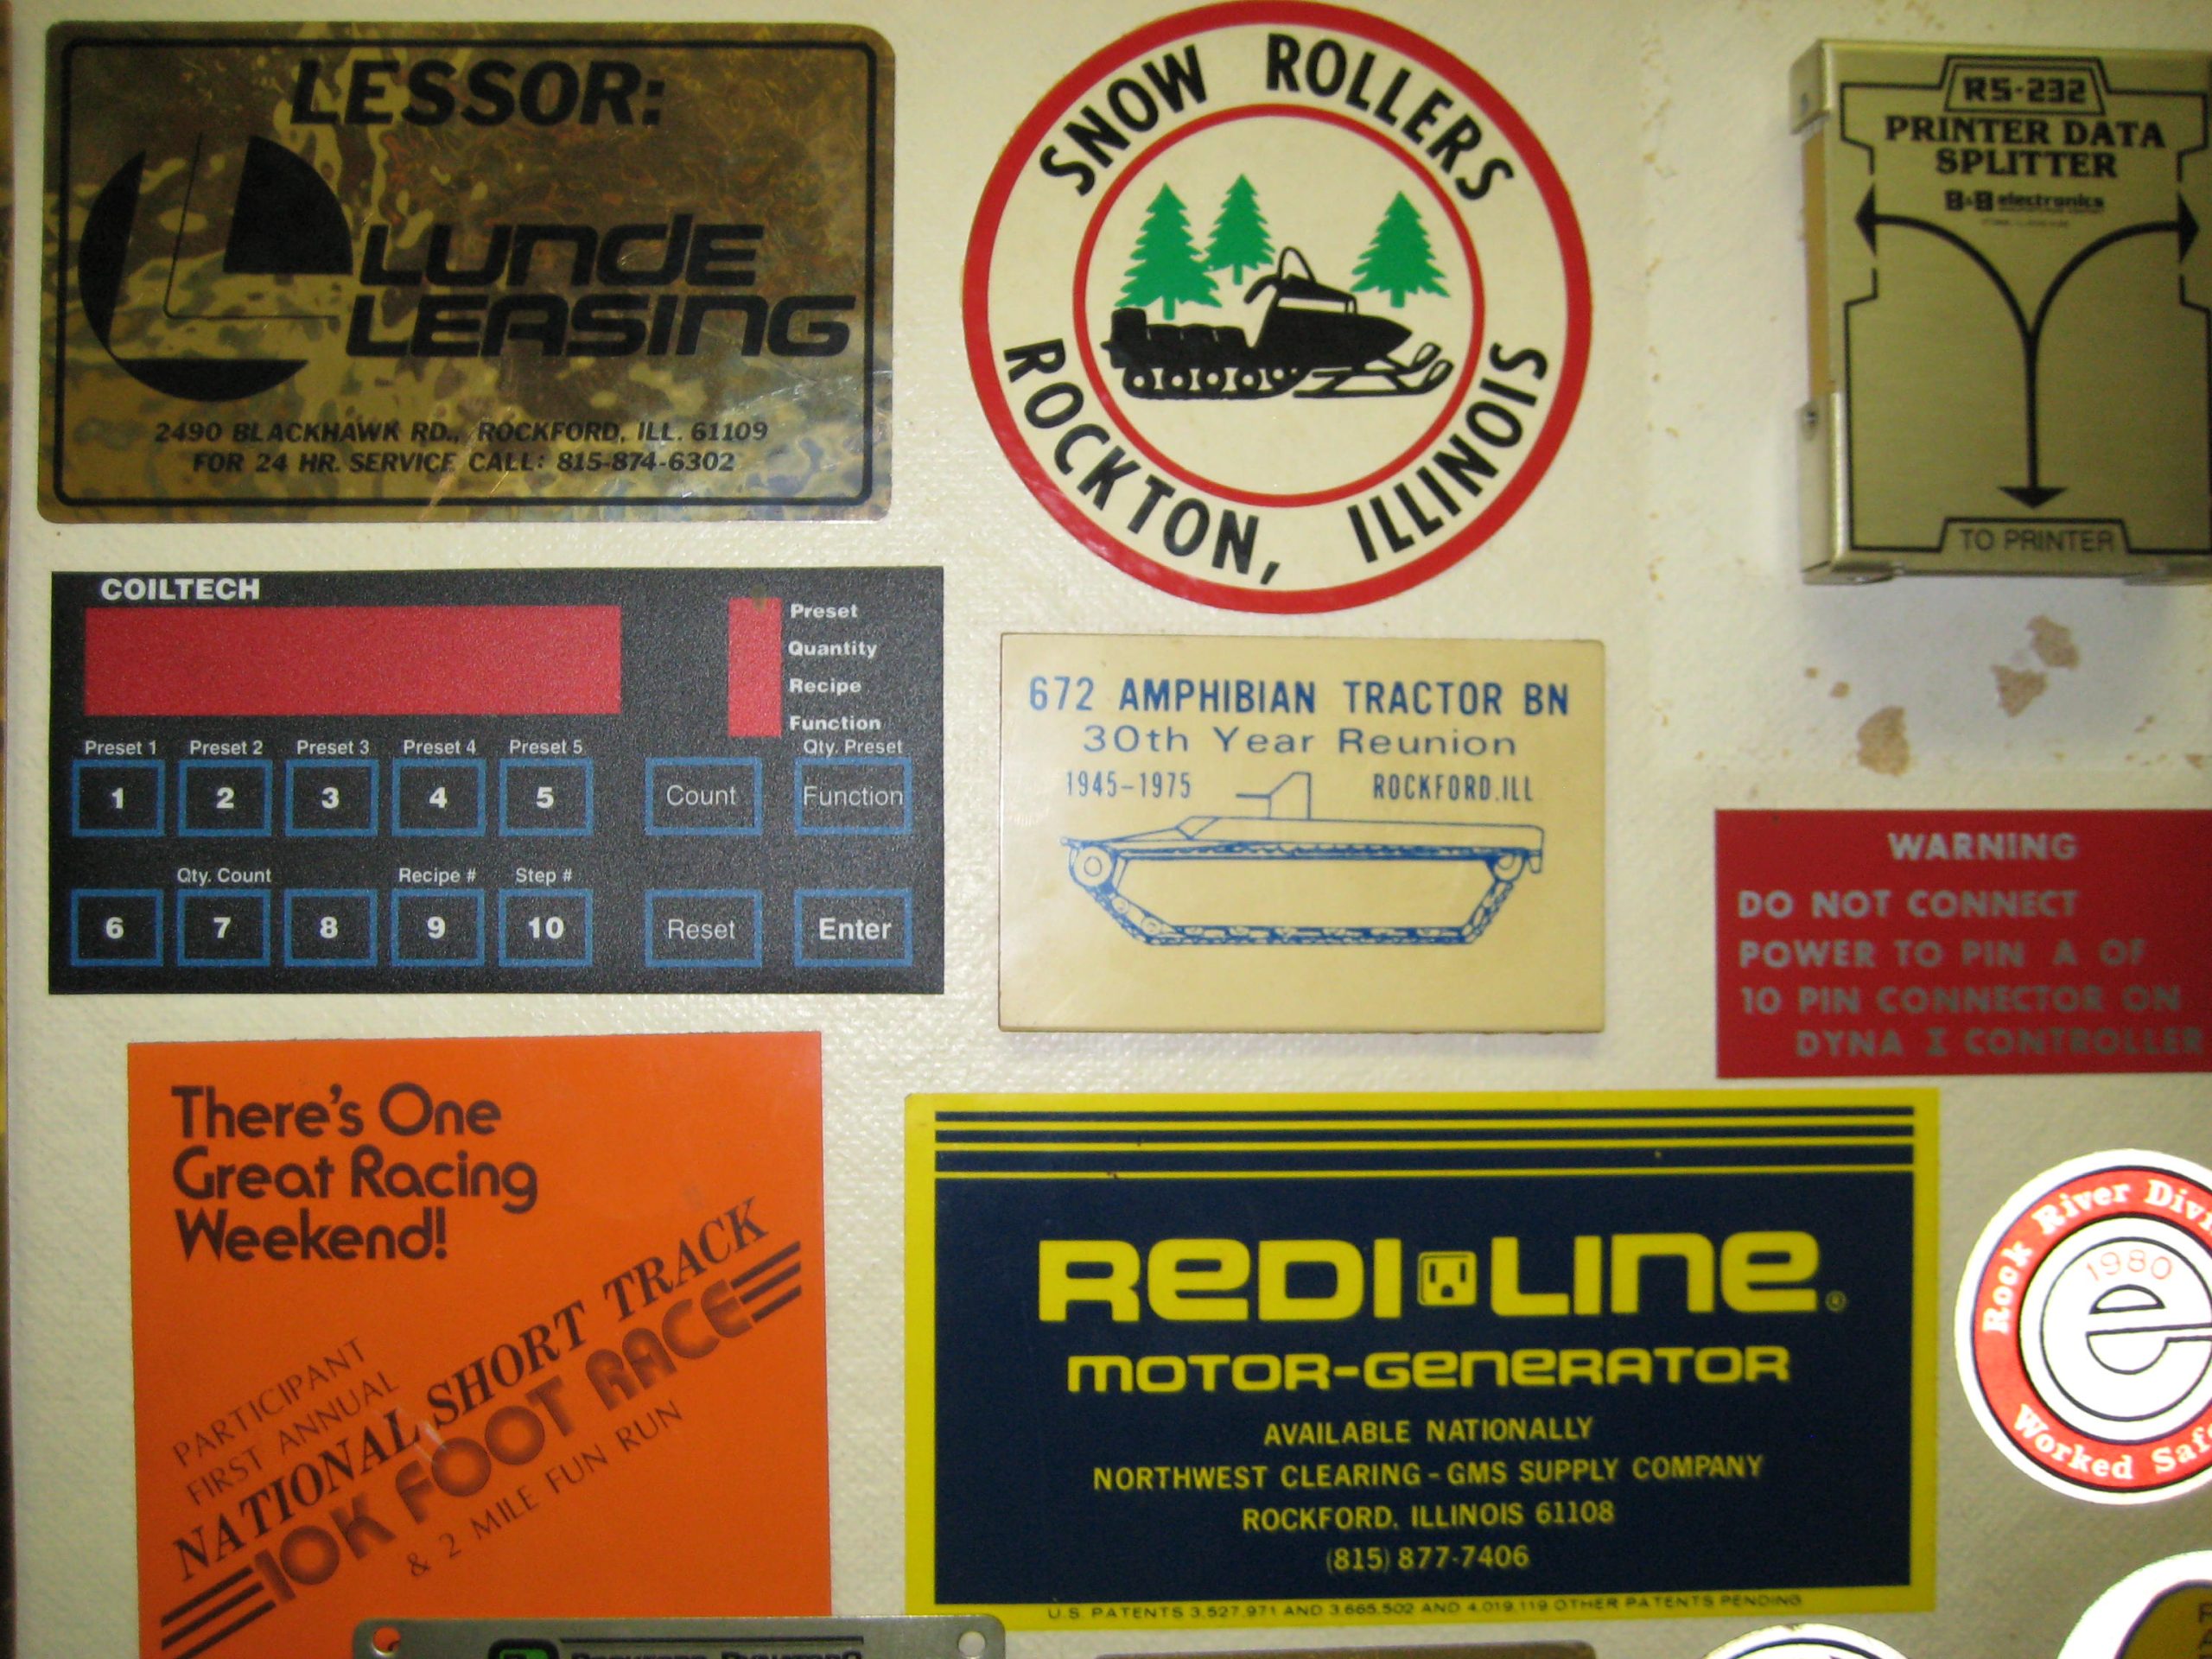 LESSOR:
LUNDE
LEASING
2490 BLACKHAWK RD., ROCKFORD, ILL. 61109
FOR 24 HR. SERVICE CALL: 815-874-6302
SNOW ROLLERS
ROCKTON, ILLINOIS
RS-232
PRINTER DATA
SPLITTER
B&B electronics
TO PRINTER
COILTECH
Preset
Quantity
Recipe
Function
Preset 1 Preset 2 Preset 3 Preset 4 Preset 5 Qty. Preset
1 2 3 4 5 Count Function
Qty. Count Recipe # Step #
6 7 8 9 10 Reset Enter
672 AMPHIBIAN TRACTOR BN
30th Year Reunion
1945-1975 ROCKFORD.ILL
WARNING
DO NOT CONNECT
POWER TO PIN A OF
10 PIN CONNECTOR ON
DYNA I CONTROLLER
There's One
Great Racing
Weekend!
PARTICIPANT
FIRST ANNUAL
NATIONAL SHORT TRACK
10K FOOT RACE
& 2 MILE FUN RUN
REDI LINE ®
MOTOR-GENERATOR
AVAILABLE NATIONALLY
NORTHWEST CLEARING - GMS SUPPLY COMPANY
ROCKFORD, ILLINOIS 61108
(815) 877-7406
U.S. PATENTS 3,527,971 AND 3,665,502 AND 4,019,119 OTHER PATENTS PENDING
Rock River Divi
1980
e
Worked Safe